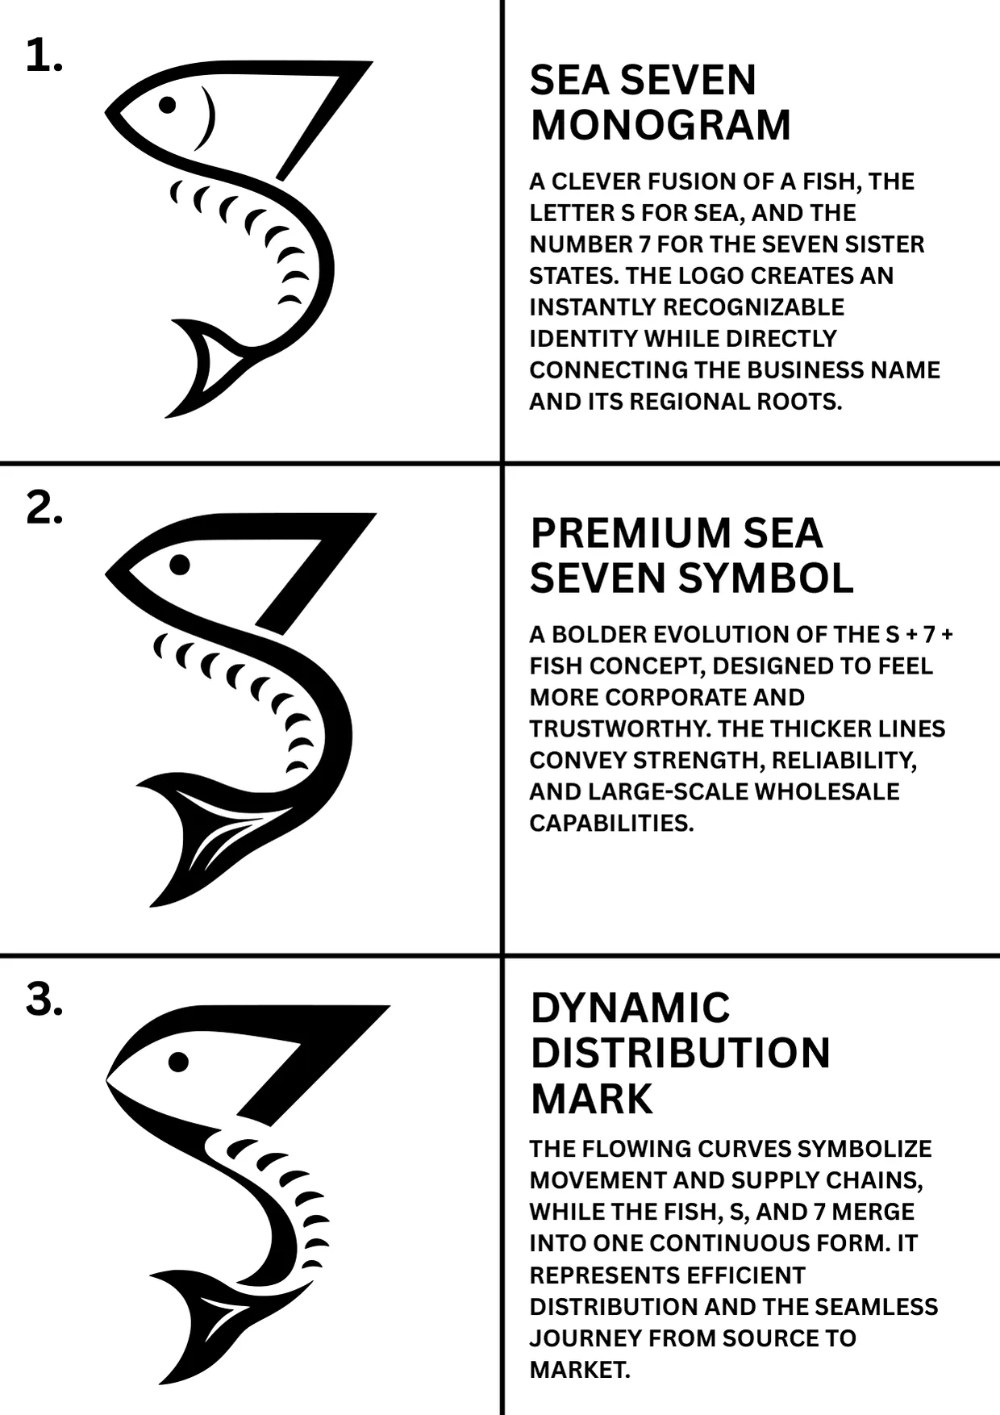 1.
SEA SEVEN
MONOGRAM
A CLEVER FUSION OF A FISH, THE
LETTER S FOR SEA, AND THE
NUMBER 7 FOR THE SEVEN SISTER
STATES. THE LOGO CREATES AN
INSTANTLY RECOGNIZABLE
IDENTITY WHILE DIRECTLY
CONNECTING THE BUSINESS NAME
AND ITS REGIONAL ROOTS.
2.
PREMIUM SEA
SEVEN SYMBOL
A BOLDER EVOLUTION OF THE S + 7 +
FISH CONCEPT, DESIGNED TO FEEL
MORE CORPORATE AND
TRUSTWORTHY. THE THICKER LINES
CONVEY STRENGTH, RELIABILITY,
AND LARGE-SCALE WHOLESALE
CAPABILITIES.
3.
DYNAMIC
DISTRIBUTION
MARK
THE FLOWING CURVES SYMBOLIZE
MOVEMENT AND SUPPLY CHAINS,
WHILE THE FISH, S, AND 7 MERGE
INTO ONE CONTINUOUS FORM. IT
REPRESENTS EFFICIENT
DISTRIBUTION AND THE SEAMLESS
JOURNEY FROM SOURCE TO
MARKET.